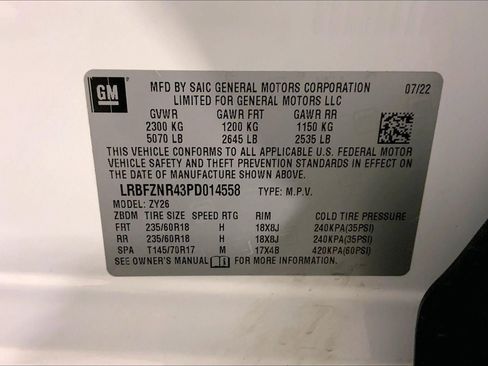 GM
MFD BY SAIC GENERAL MOTORS CORPORATION 07/22
LIMITED FOR GENERAL MOTORS LLC
GVWR GAWR FRT GAWR RR
2300 KG 1200 KG 1150 KG
5070 LB 2645 LB 2535 LB
THIS VEHICLE CONFORMS TO ALL APPLICABLE U.S. FEDERAL MOTOR
VEHICLE SAFETY AND THEFT PREVENTION STANDARDS IN EFFECT ON
THE DATE OF MANUFACTURE SHOWN ABOVE.
LRBFZNR43PD014558 TYPE: M.P.V.
MODEL: ZY26
ZBDM TIRE SIZE SPEED RTG RIM COLD TIRE PRESSURE
FRT 235/60R18 H 18X8J 240KPA(35PSI)
RR 235/60R18 H 18X8J 240KPA(35PSI)
SPA T145/70R17 M 17X4B 420KPA(60PSI)
SEE OWNER'S MANUAL FOR MORE INFORMATION.